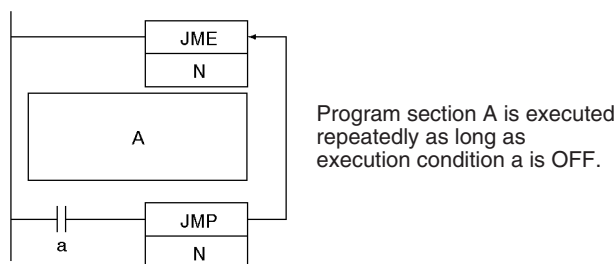 JME
N
A
Program section A is executed
repeatedly as long as
execution condition a is OFF.
JMP
a
N